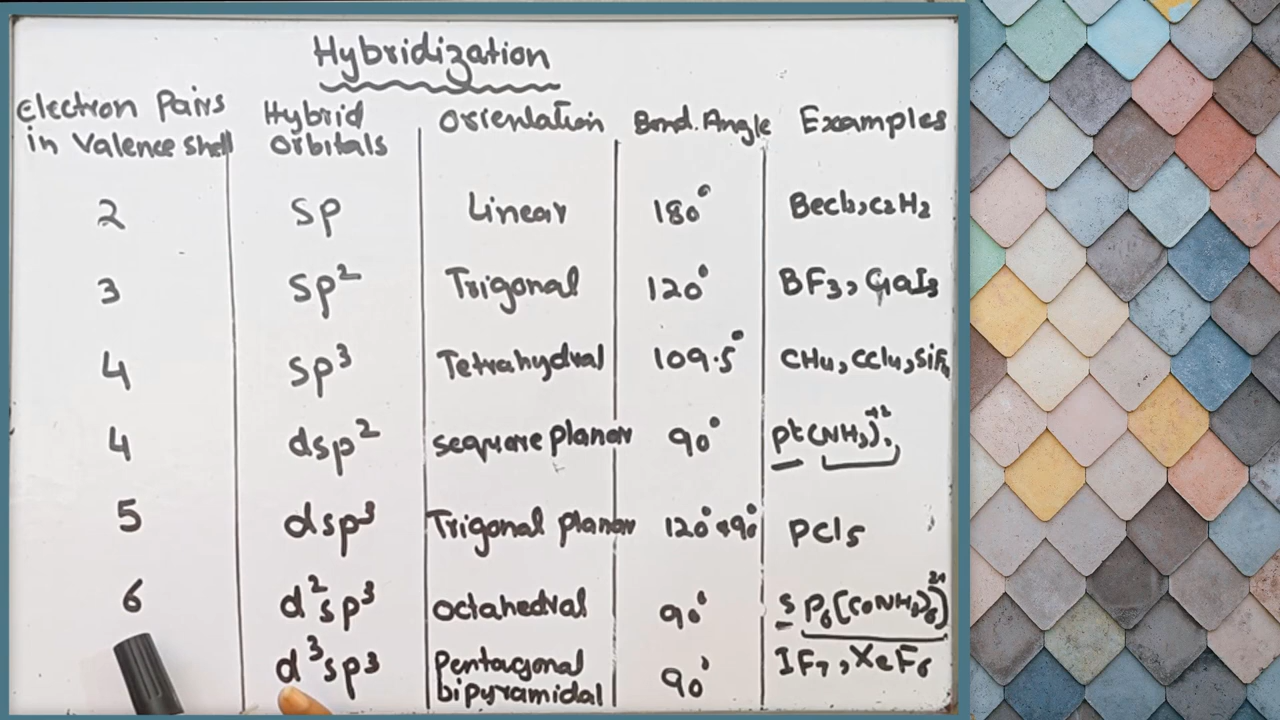 Hybridization
Electron Pairs in Valence shell Hybrid Orbitals Orientation Bond.Angle Examples
2 sp Linear 180° BeCl2, C2H2
3 sp² Trigonal 120° BF3, GaI3
4 sp³ Tetrahydral 109.5° CH4, CCl4, SiF4
4 dsp² sequare planar 90° pt(NH3)
5 dsp³ Trigonal planar 120° 90° PCl5
6 d²sp³ octahedral 90°
d³sp³ Pentagonal bipyramidal 90° IF7, XeF6